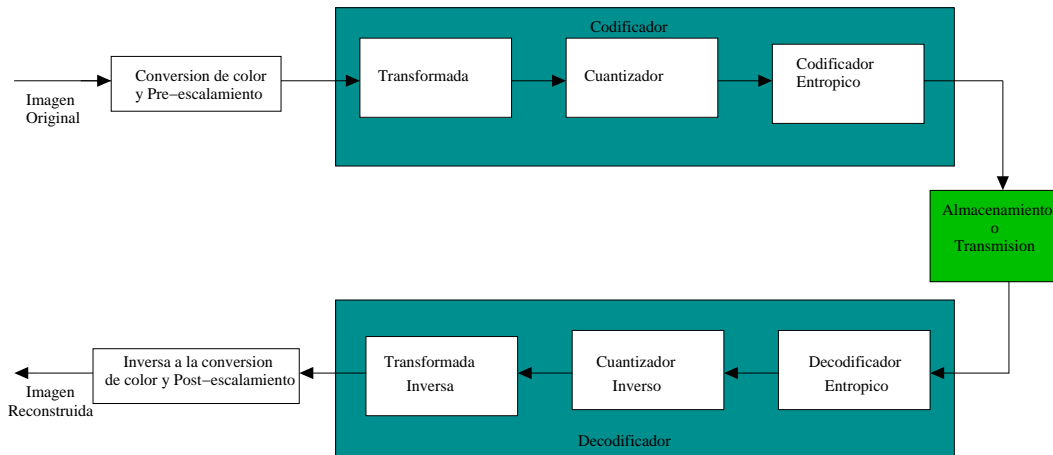 Codificador
Conversion de color
y Pre−escalamiento
Transformada
Cuantizador
Codificador
Entropico
Imagen
Original
Almacenamiento
o
Transmision
Inversa a la conversion
de color y Post−escalamiento
Transformada
Inversa
Cuantizador
Inverso
Decodificador
Entropico
Imagen
Reconstruida
Decodificador